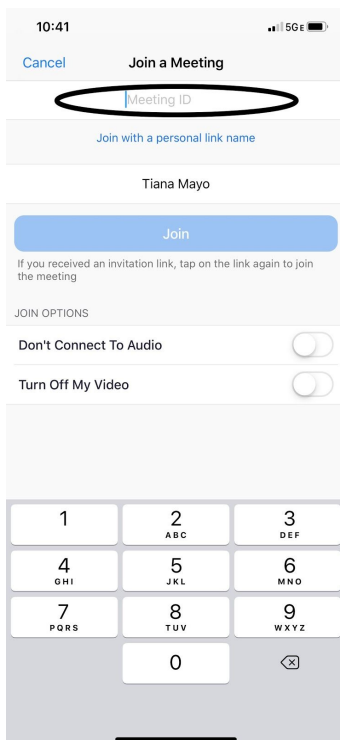 10:41 5GE
Cancel Join a Meeting
Meeting ID
Join with a personal link name
Tiana Mayo
Join
If you received an invitation link, tap on the link again to join
the meeting
JOIN OPTIONS
Don't Connect To Audio
Turn Off My Video
1 2 3
ABC DEF
4 5 6
GHI JKL MNO
7 8 9
PQRS TUV WXYZ
0